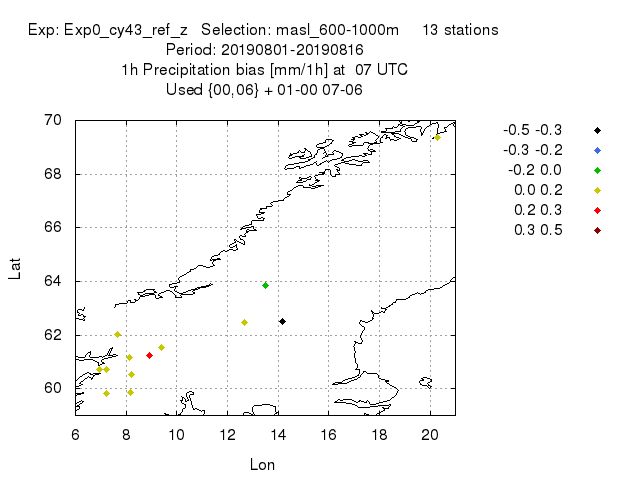 Exp: Exp0_cy43_ref_z   Selection: masl_600-1000m     13 stations
Period: 20190801-20190816
1h Precipitation bias [mm/1h] at  07 UTC
Used {00,06} + 01-00 07-06
70
68
66
64
62
60
6 8 10 12 14 16 18 20
Lat
Lon
-0.5 -0.3
-0.3 -0.2
-0.2 0.0
0.0 0.2
0.2 0.3
0.3 0.5